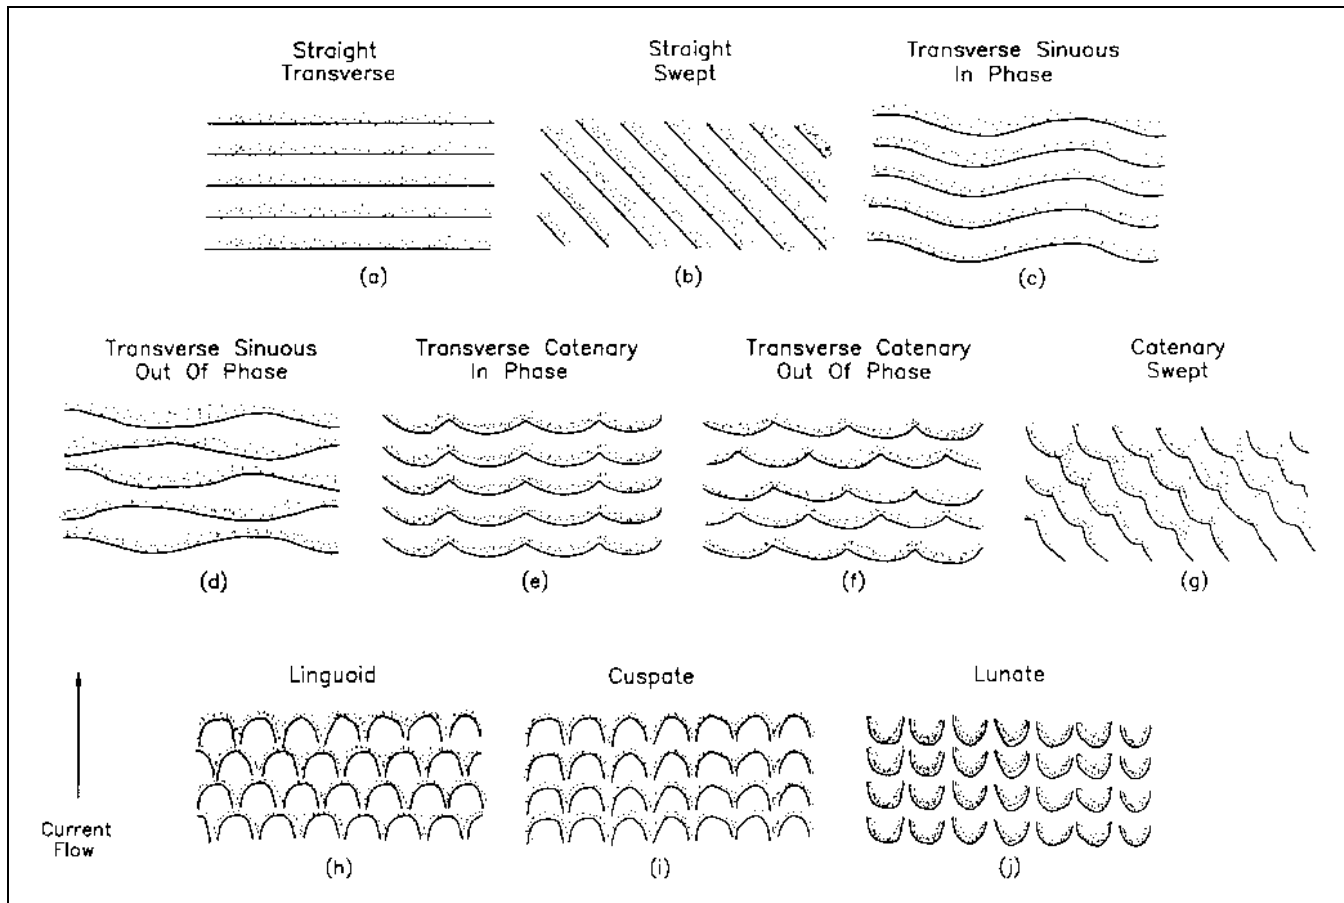 Straight
Transverse
Straight
Swept
Transverse Sinuous
In Phase
(a)
(b)
(c)
Transverse Sinuous
Out Of Phase
Transverse Catenary
In Phase
Transverse Catenary
Out Of Phase
Catenary
Swept
(d)
(e)
(f)
(g)
Linguoid
Cuspate
Lunate
Current
Flow
(h)
(i)
(j)